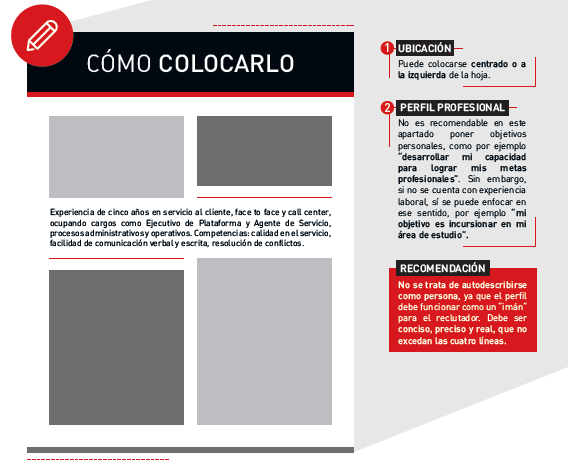 CÓMO COLOCARLO
Experiencia de cinco años en servicio al cliente, face to face y call center,
ocupando cargos como Ejecutivo de Plataforma y Agente de Servicio,
procesos administrativos y operativos. Competencias: calidad en el servicio,
facilidad de comunicación verbal y escrita, resolución de conflictos.
1 UBICACIÓN
Puede colocarse centrado o a
la izquierda de la hoja.
2 PERFIL PROFESIONAL
No es recomendable en este
apartado poner objetivos
personales, como por ejemplo
"desarrollar mi capacidad
para lograr mis metas
profesionales". Sin embargo,
si no se cuenta con experiencia
laboral, sí se puede enfocar en
ese sentido, por ejemplo "mi
objetivo es incursionar en mi
área de estudio".
RECOMENDACIÓN
No se trata de autodescribirse
como persona, ya que el perfil
debe funcionar como un "imán"
para el reclutador. Debe ser
conciso, preciso y real, que no
excedan las cuatro líneas.